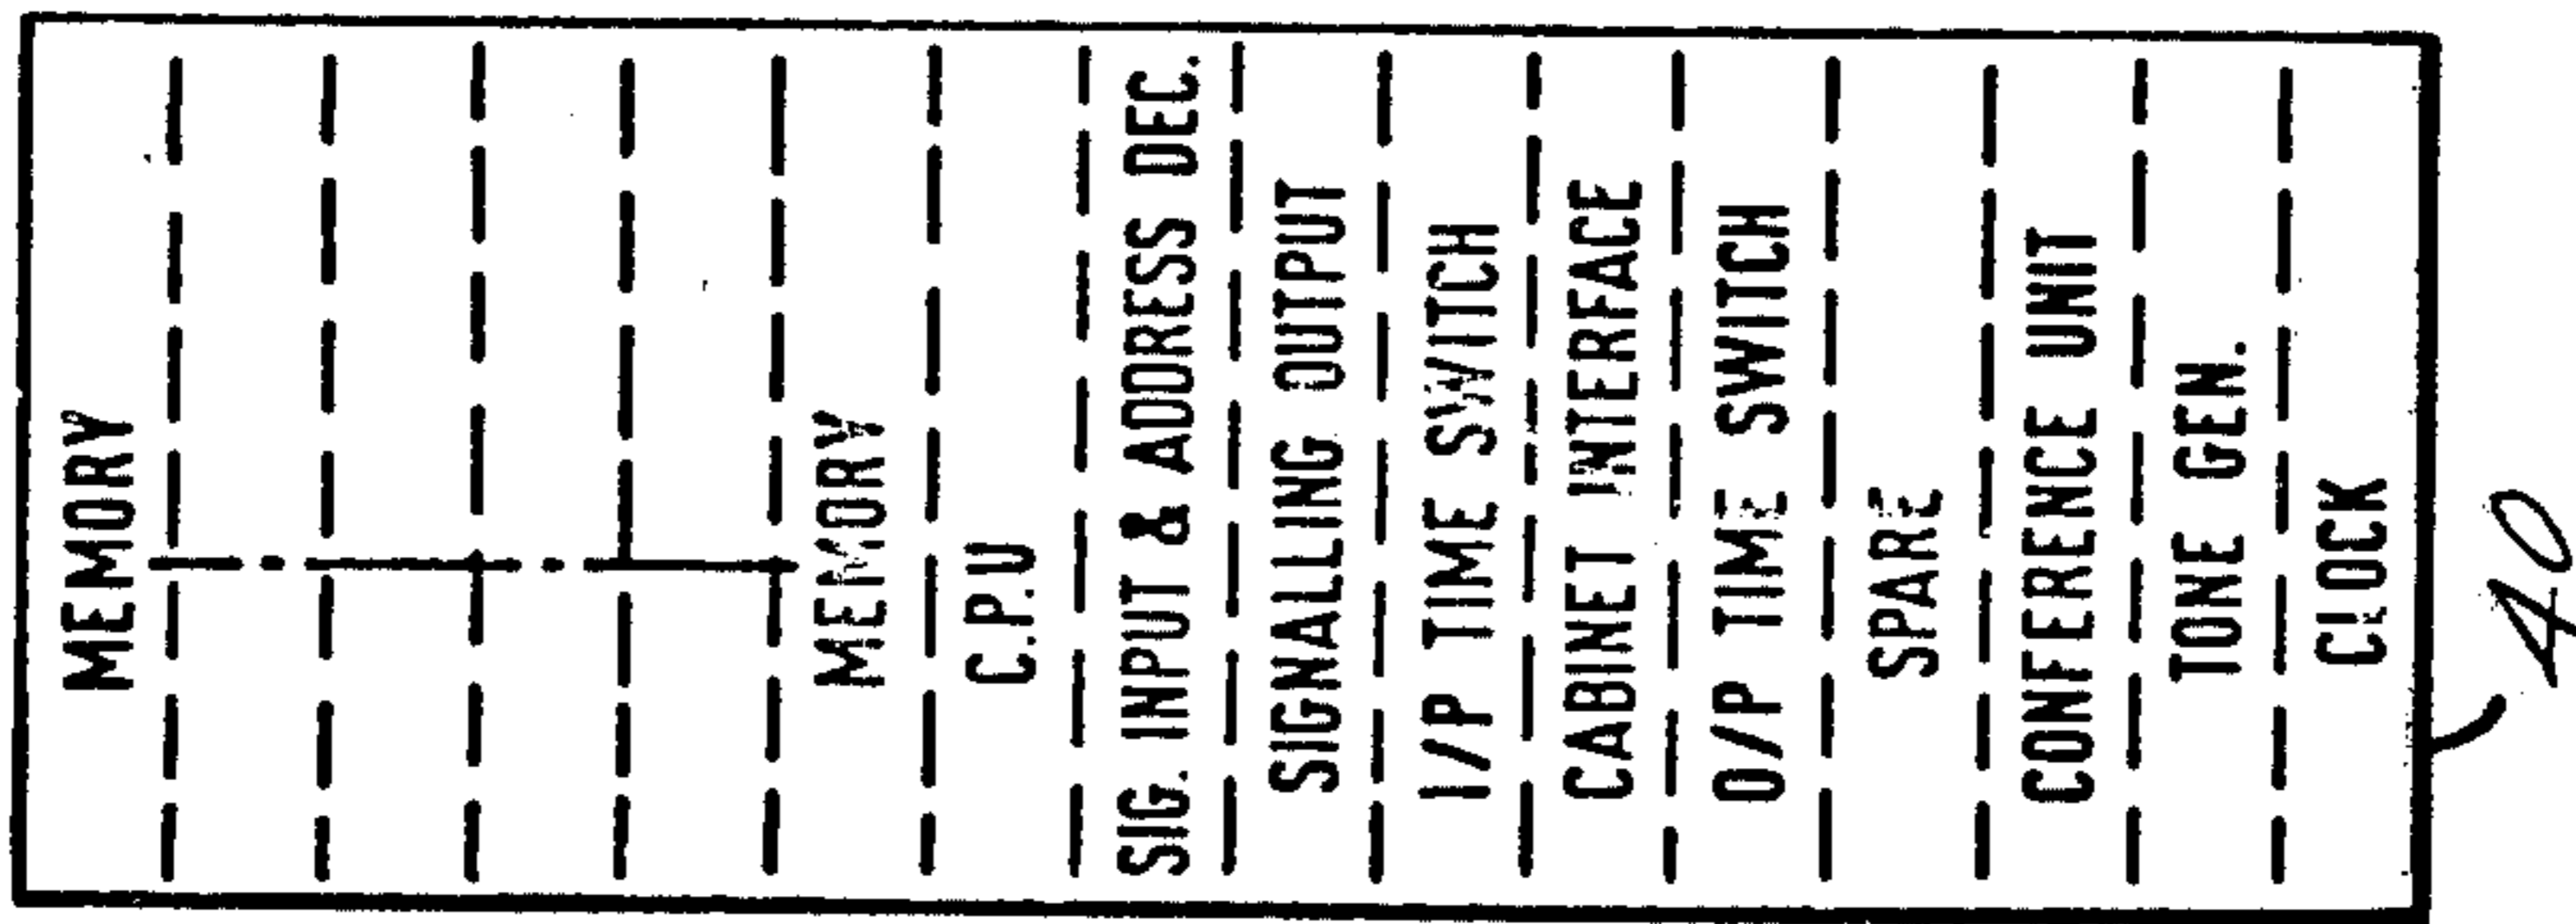 MEMORY
MEMORY
C.P.U
SIG. INPUT & ADDRESS DEC.
SIGNALLING OUTPUT
I/P TIME SWITCH
CABINET INTERFACE
O/P TIME SWITCH
SPARE
CONFERENCE UNIT
TONE GEN.
CLOCK
40